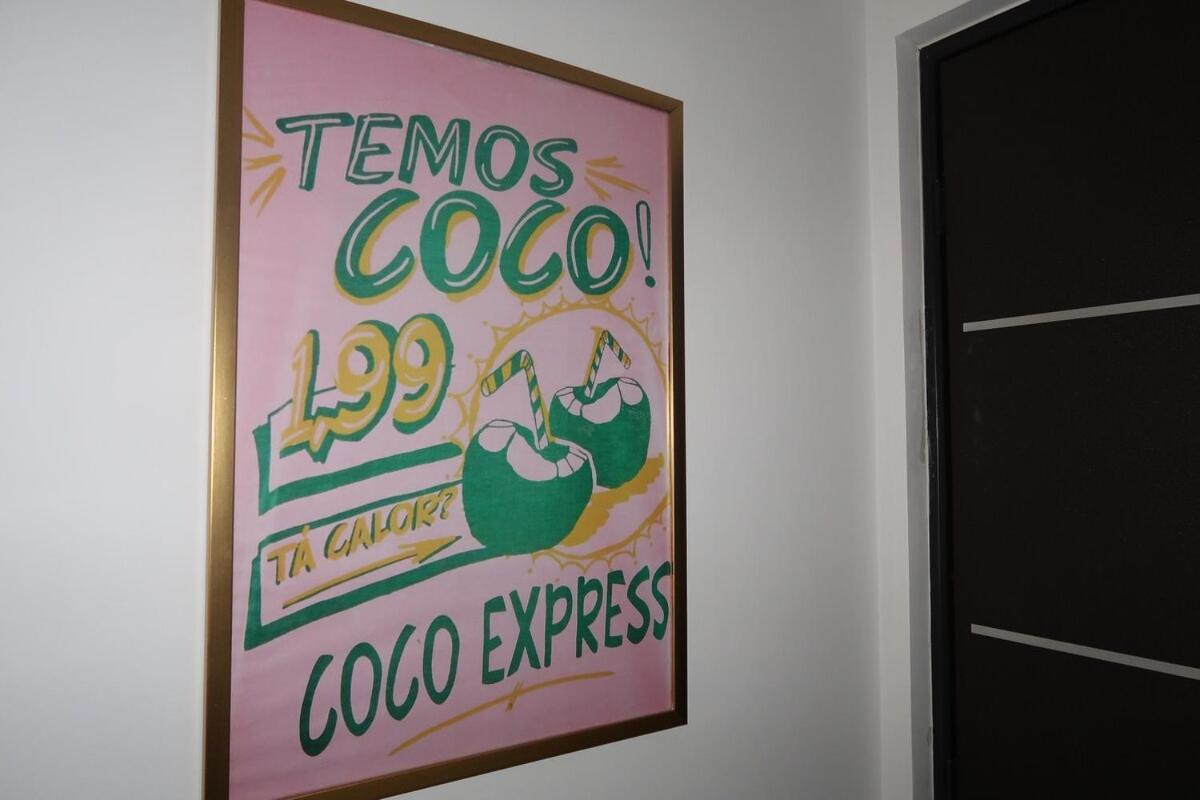 TEMOS
COCO!
1,99
TÁ CALOR?
COCO EXPRESS